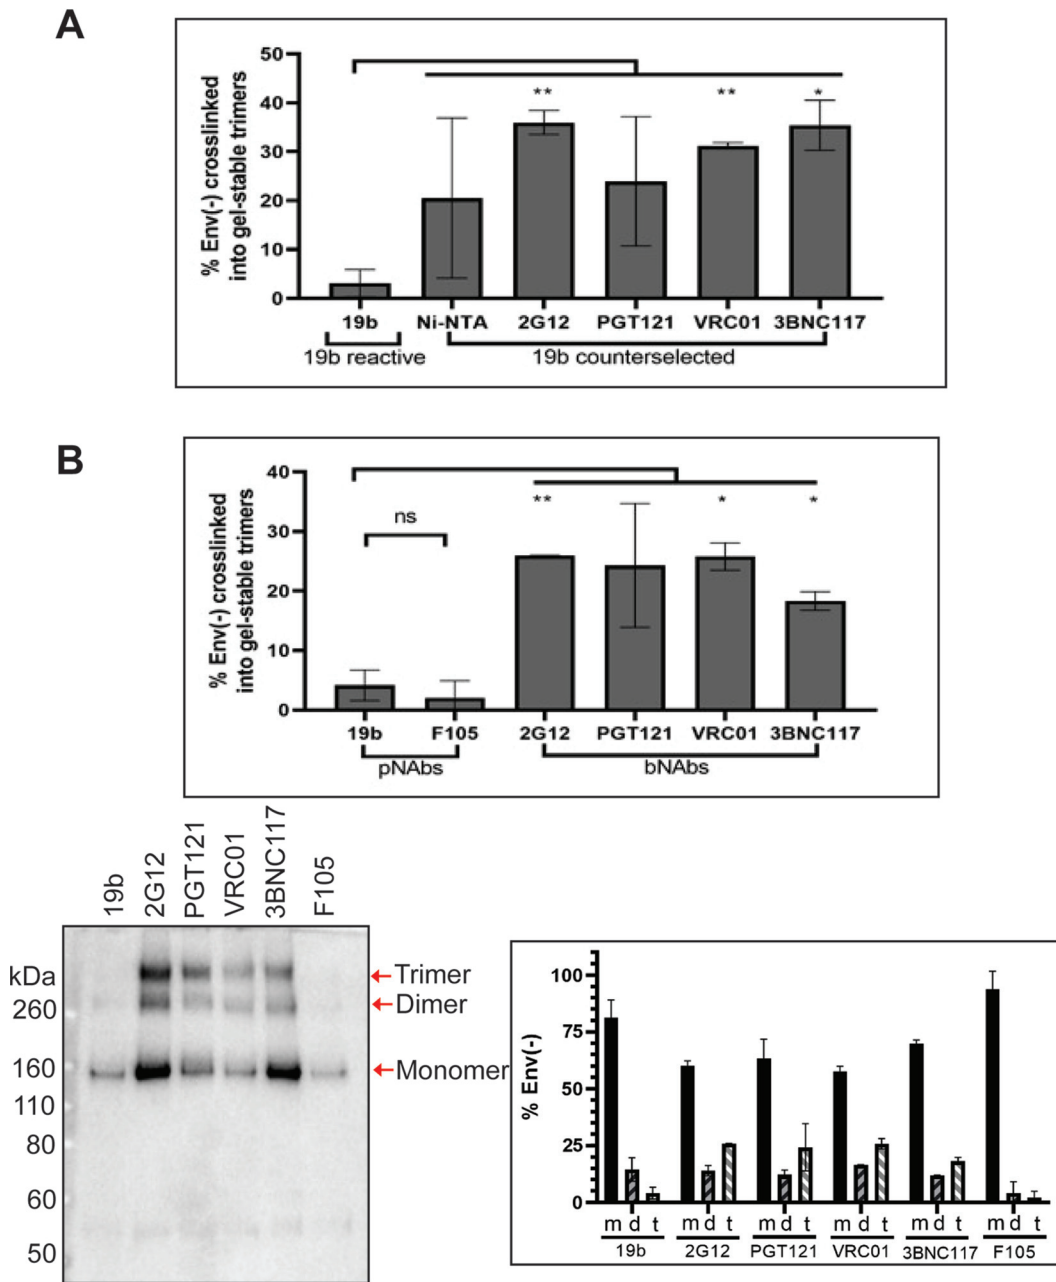 A
% Env(-) crosslinked
into gel-stable trimers
50
40
30
20
10
0
** ** *
19b Ni-NTA 2G12 PGT121 VRC01 3BNC117
19b reactive 19b counterselected
B
% Env(-) crosslinked
into gel-stable trimers
40
30
20
10
0
ns
** * *
19b F105 2G12 PGT121 VRC01 3BNC117
pNAbs bNAbs
19b 2G12 PGT121 VRC01 3BNC117 F105
kDa
260
160
110
80
60
50
Trimer
Dimer
Monomer
% Env(-)
100
75
50
25
0
m d t m d t m d t m d t m d t m d t
19b 2G12 PGT121 VRC01 3BNC117 F105